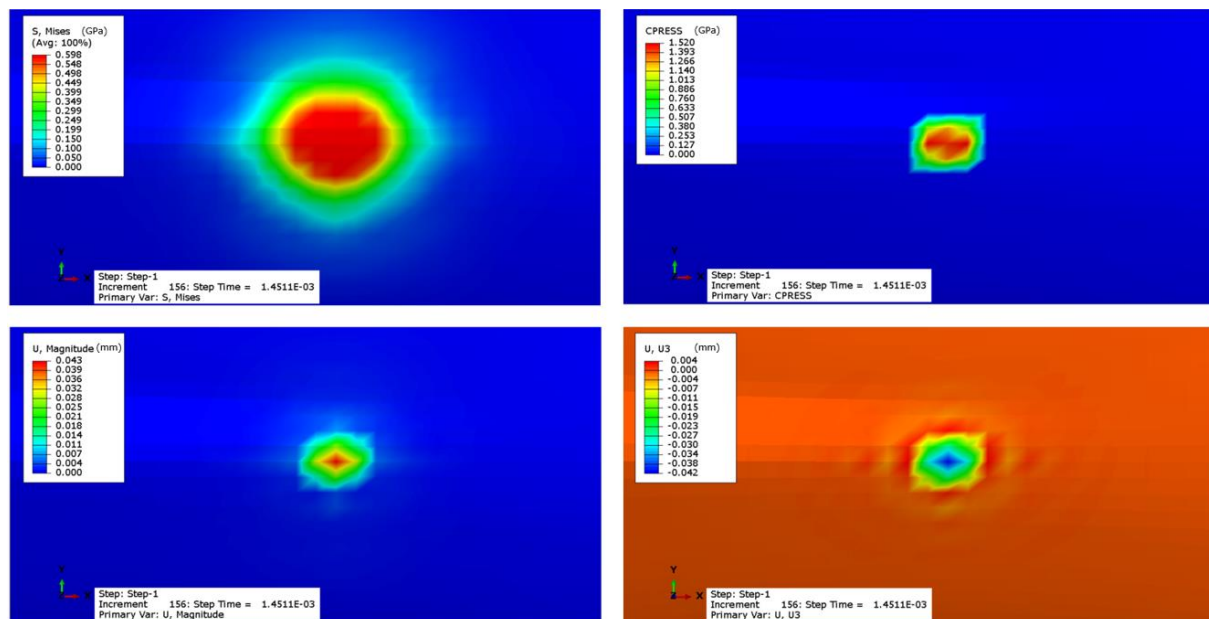 S, Mises (GPa)
(Avg: 100%)
0.598
0.548
0.498
0.449
0.399
0.349
0.299
0.249
0.199
0.150
0.100
0.050
0.000
Y
X
Step: Step-1
Increment 156: Step Time = 1.4511E-03
Primary Var: S, Mises
CPRESS (GPa)
1.520
1.393
1.266
1.140
1.013
0.886
0.760
0.633
0.507
0.380
0.253
0.127
0.000
Y
X
Step: Step-1
Increment 156: Step Time = 1.4511E-03
Primary Var: CPRESS
U, Magnitude (mm)
0.043
0.039
0.036
0.032
0.028
0.025
0.021
0.018
0.014
0.011
0.007
0.004
0.000
Y
X
Step: Step-1
Increment 156: Step Time = 1.4511E-03
Primary Var: U, Magnitude
U, U3 (mm)
0.004
0.000
-0.004
-0.007
-0.011
-0.015
-0.019
-0.023
-0.027
-0.030
-0.034
-0.038
-0.042
Y
Z X
Step: Step-1
Increment 156: Step Time = 1.4511E-03
Primary Var: U, U3